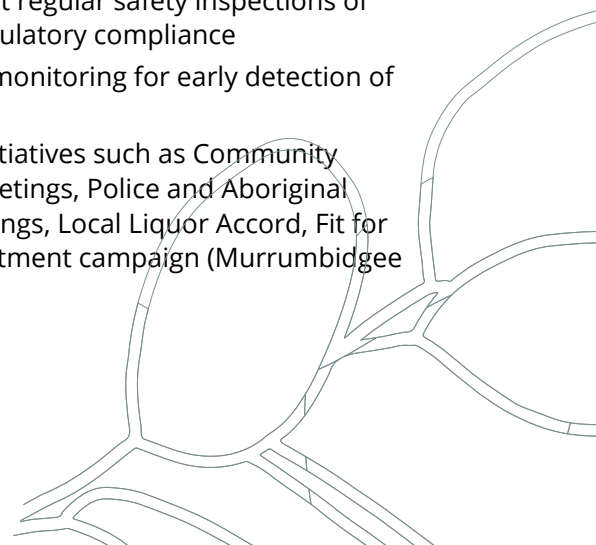 t regular safety inspections of
ulatory compliance
monitoring for early detection of
tiatives such as Community
etings, Police and Aboriginal
ngs, Local Liquor Accord, Fit for
tment campaign (Murrumbidgee